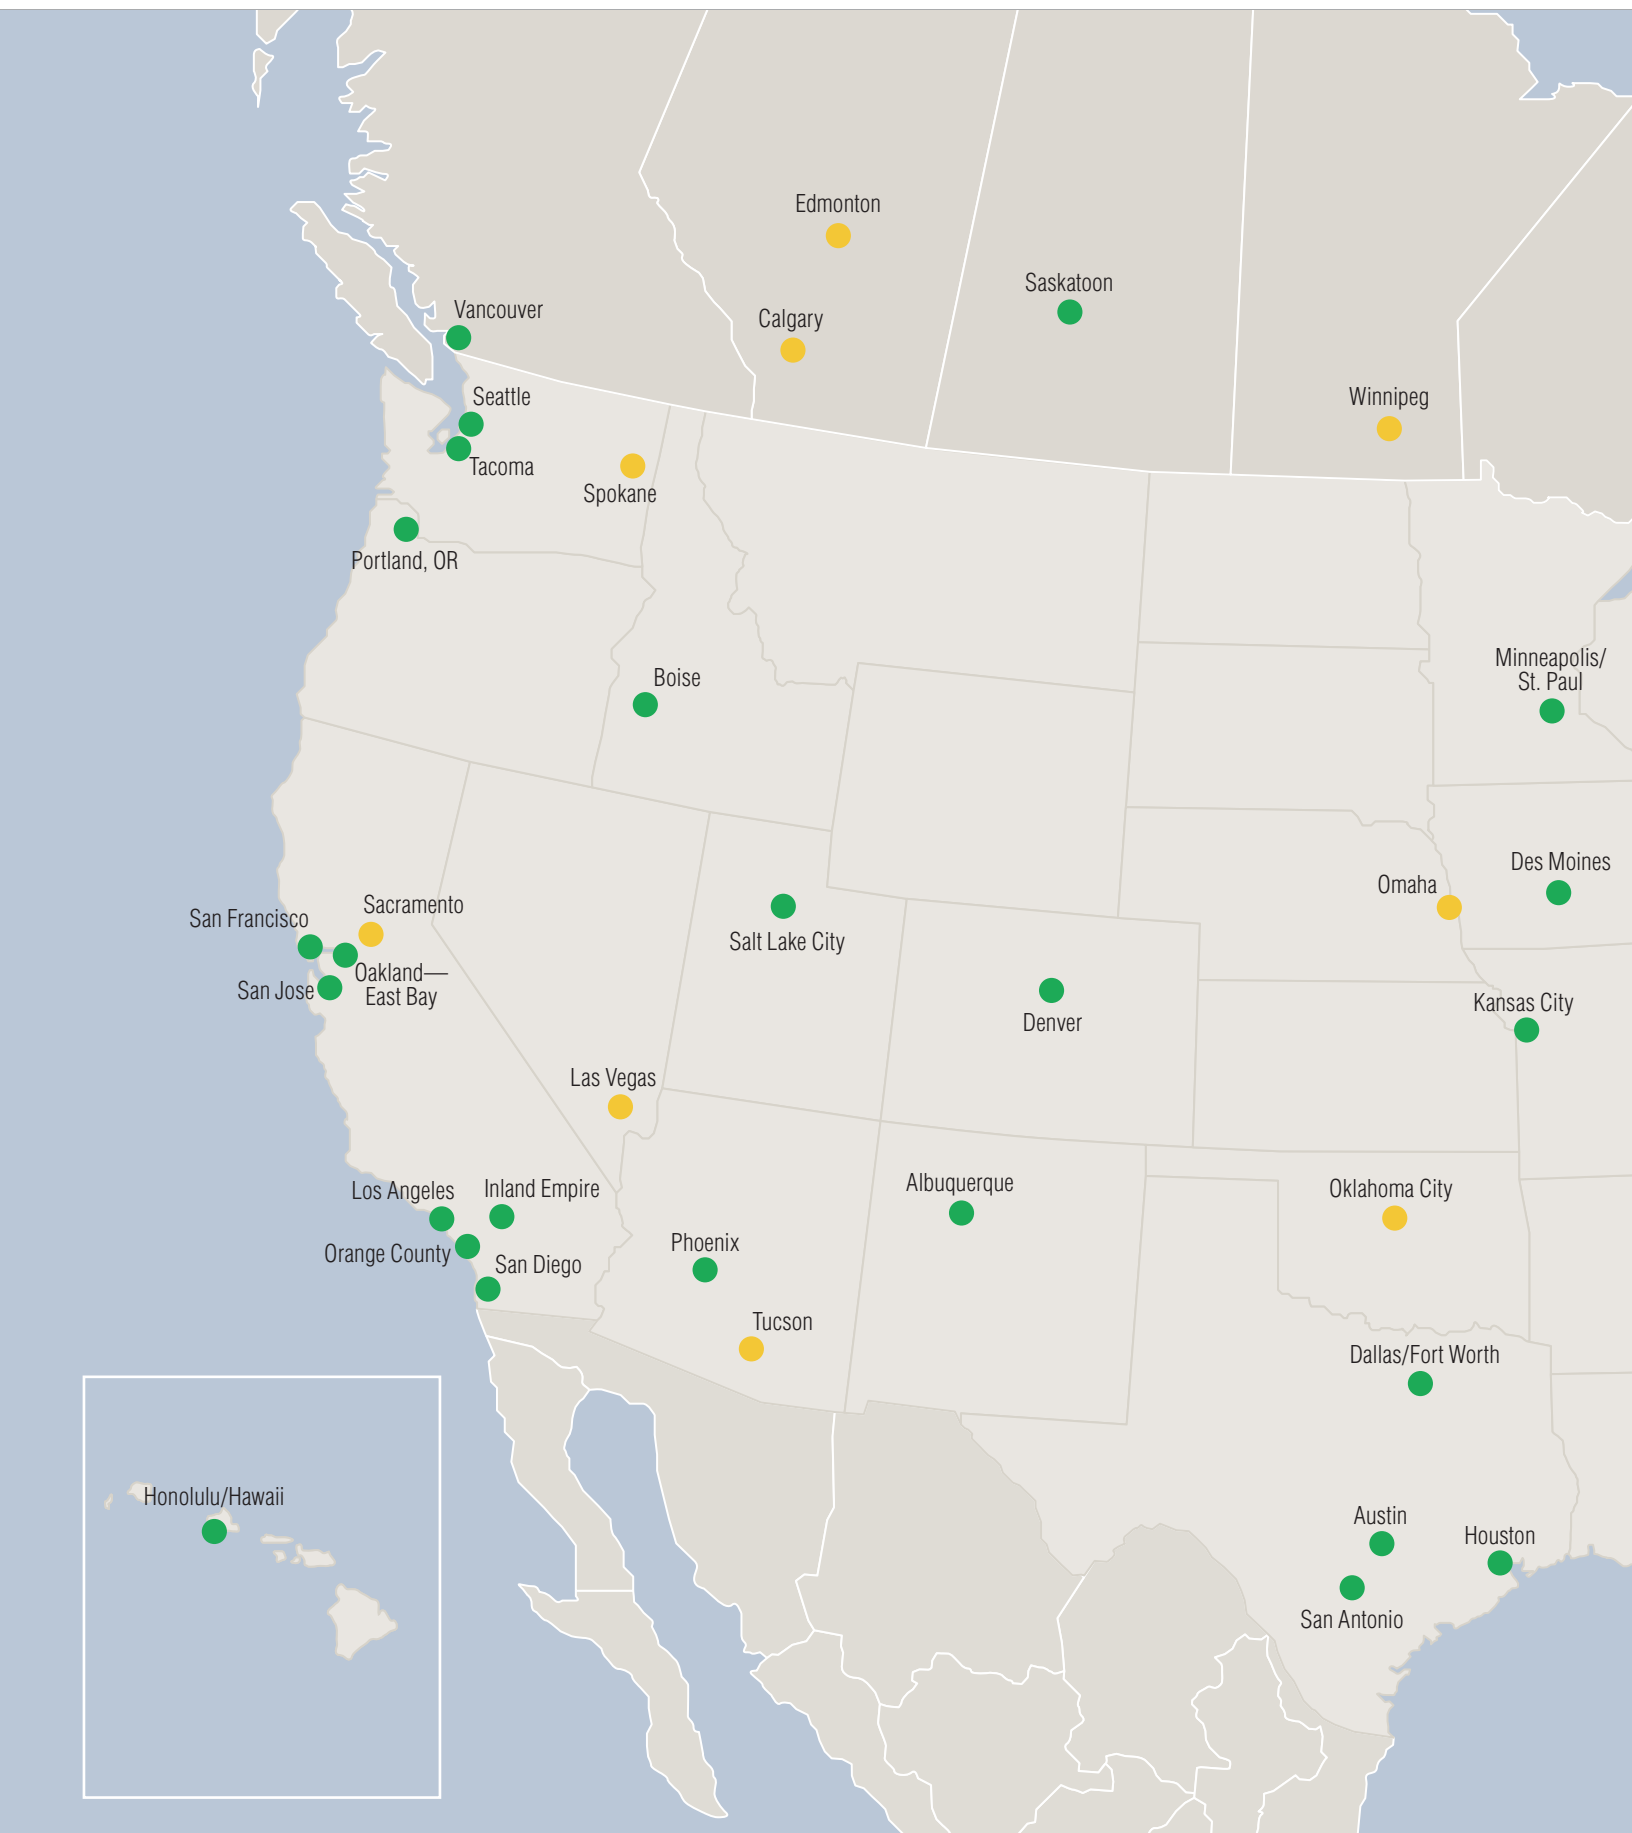 Edmonton
Saskatoon
Vancouver
Calgary
Seattle
Winnipeg
Tacoma
Spokane
Portland, OR
Minneapolis/
St. Paul
Boise
Des Moines
Omaha
Sacramento
San Francisco
Salt Lake City
Oakland—
East Bay
San Jose
Kansas City
Denver
Las Vegas
Albuquerque
Los Angeles
Inland Empire
Oklahoma City
Phoenix
Orange County
San Diego
Tucson
Dallas/Fort Worth
Honolulu/Hawaii
Austin
Houston
San Antonio